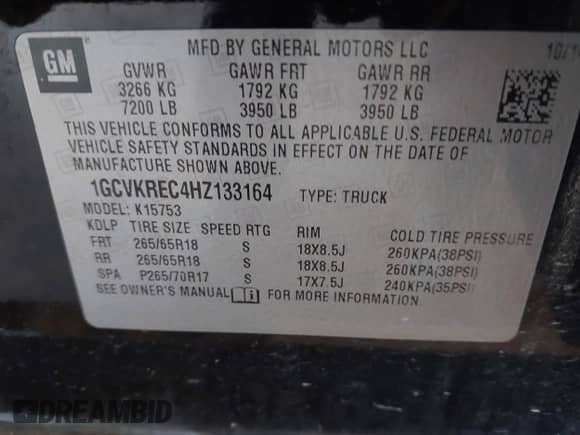 GM
MFD BY GENERAL MOTORS LLC
10/1
GVWR GAWR FRT GAWR RR
3266 KG 1792 KG 1792 KG
7200 LB 3950 LB 3950 LB
THIS VEHICLE CONFORMS TO ALL APPLICABLE U.S. FEDERAL MOTOR
VEHICLE SAFETY STANDARDS IN EFFECT ON THE DATE OF
MANUFACTURE SHOWN ABOVE.
1GCVKREC4HZ133164 TYPE: TRUCK
MODEL: K15753
KDLP TIRE SIZE SPEED RTG RIM COLD TIRE PRESSURE
FRT 265/65R18 S 18X8.5J 260KPA(38PSI)
RR 265/65R18 S 18X8.5J 260KPA(38PSI)
SPA P265/70R17 S 17X7.5J 240KPA(35PSI)
SEE OWNER'S MANUAL FOR MORE INFORMATION.
DREAMBID